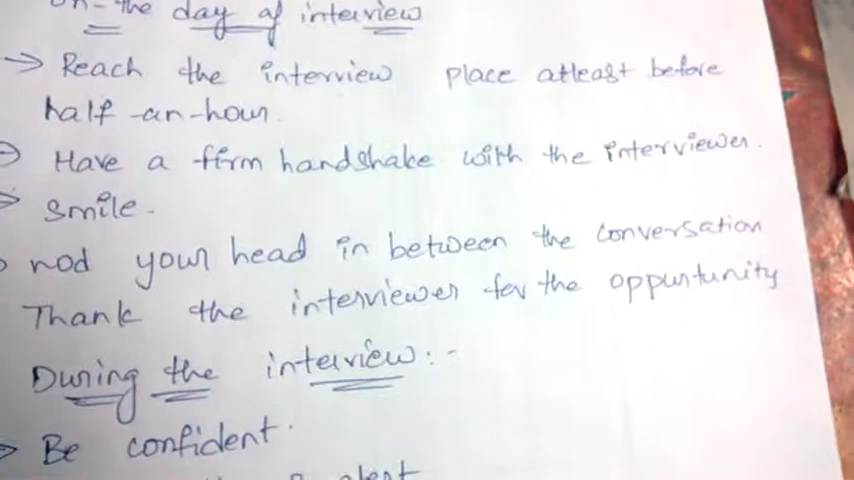 on - the day of interview
→ Reach the interview place atleast before
half -an-hour.
→ Have a firm handshake with the interviewer.
→ Smile.
nod your head in between the conversation
Thank the interviewer for the oppurtunity
During the interview:-
→ Be confident.
alert